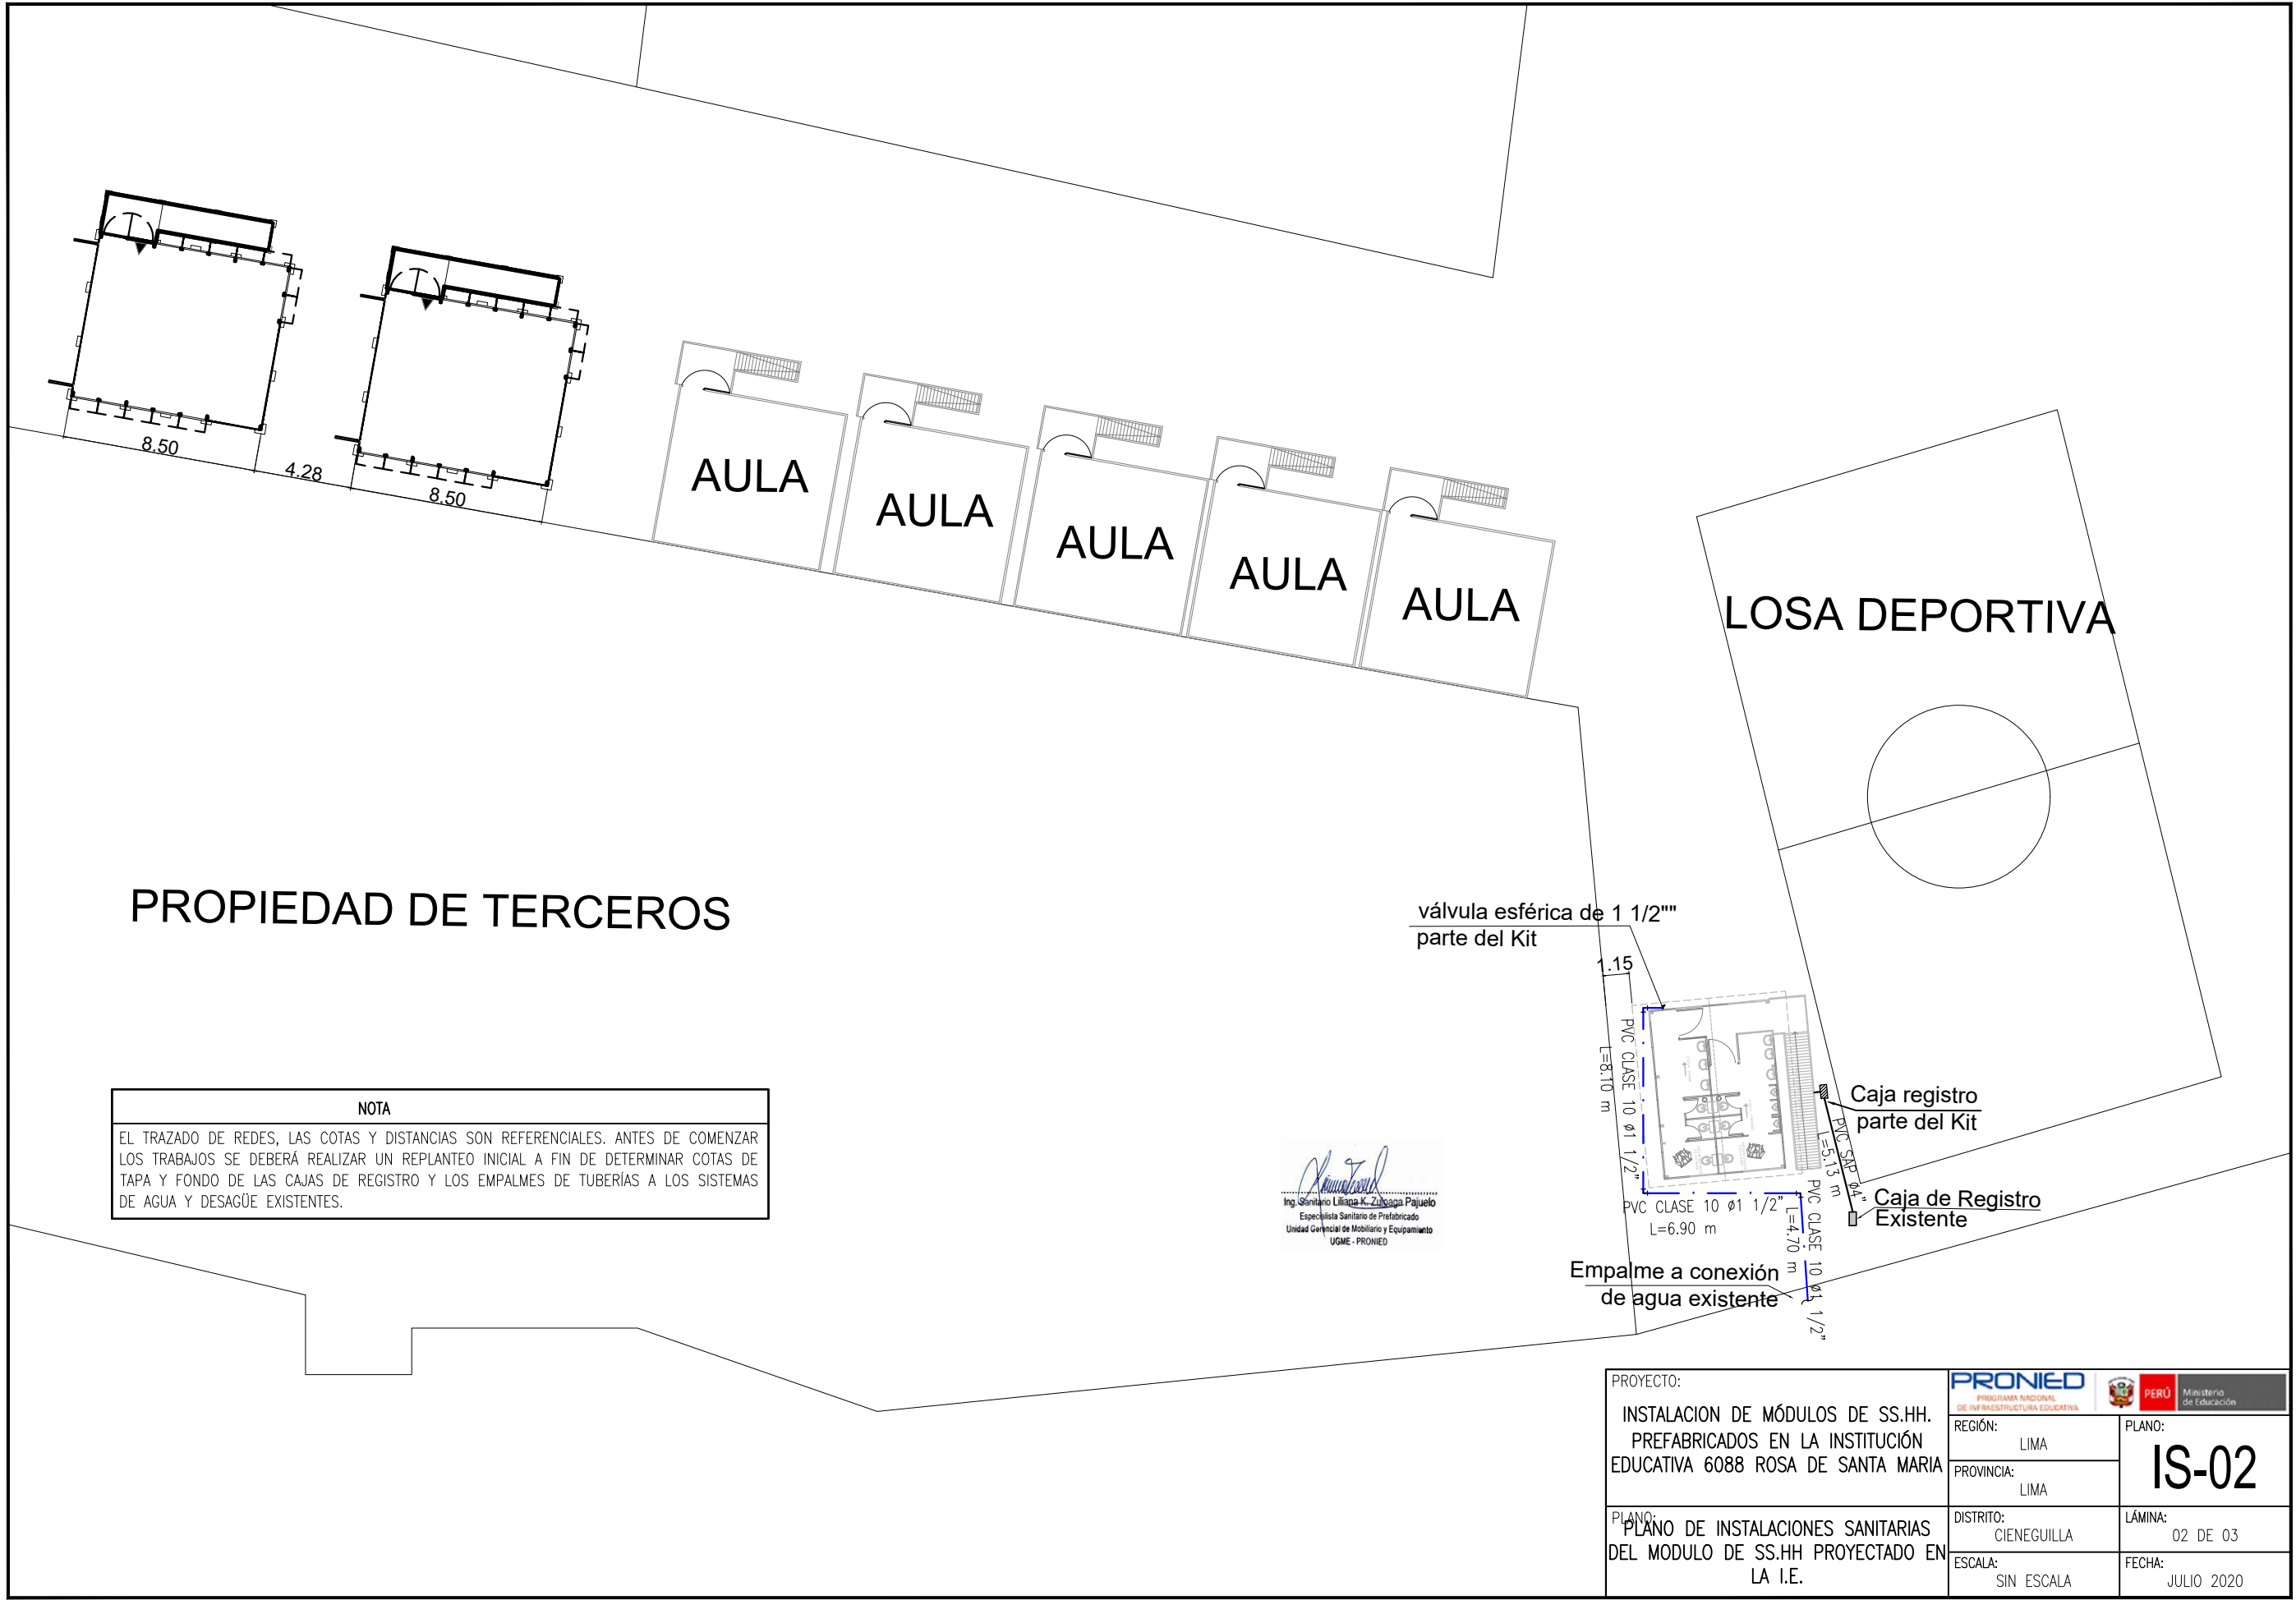 8.50
4.28
8.50
AULA
AULA
AULA
AULA
AULA
LOSA DEPORTIVA
PROPIEDAD DE TERCEROS
válvula esférica de 1 1/2""
parte del Kit
1.15
PVC CLASE 10 ø1 1/2"
L=8.10 m
PVC CLASE 10 ø1 1/2"
L=6.90 m
PVC CLASE 10 ø1 1/2"
L=4.70 m
Caja registro
parte del Kit
PVC SAP ø4"
L=5.13 m
Caja de Registro
Existente
Empalme a conexión
de agua existente
NOTA
EL TRAZADO DE REDES, LAS COTAS Y DISTANCIAS SON REFERENCIALES. ANTES DE COMENZAR
LOS TRABAJOS SE DEBERÁ REALIZAR UN REPLANTEO INICIAL A FIN DE DETERMINAR COTAS DE
TAPA Y FONDO DE LAS CAJAS DE REGISTRO Y LOS EMPALMES DE TUBERÍAS A LOS SISTEMAS
DE AGUA Y DESAGÜE EXISTENTES.
Ing. Sanitario Liliana K. Zuloaga Pajuelo
Especialista Sanitario de Prefabricado
Unidad Gerencial de Mobiliario y Equipamiento
UGME - PRONIED
PROYECTO:
INSTALACION DE MÓDULOS DE SS.HH.
PREFABRICADOS EN LA INSTITUCIÓN
EDUCATIVA 6088 ROSA DE SANTA MARIA
PLANO:
PLANO DE INSTALACIONES SANITARIAS
DEL MODULO DE SS.HH PROYECTADO EN
LA I.E.
PRONIED
PROGRAMA NACIONAL
DE INFRAESTRUCTURA EDUCATIVA
PERÚ
Ministerio
de Educación
REGIÓN:
LIMA
PROVINCIA:
LIMA
DISTRITO:
CIENEGUILLA
ESCALA:
SIN ESCALA
PLANO:
IS-02
LÁMINA:
02 DE 03
FECHA:
JULIO 2020